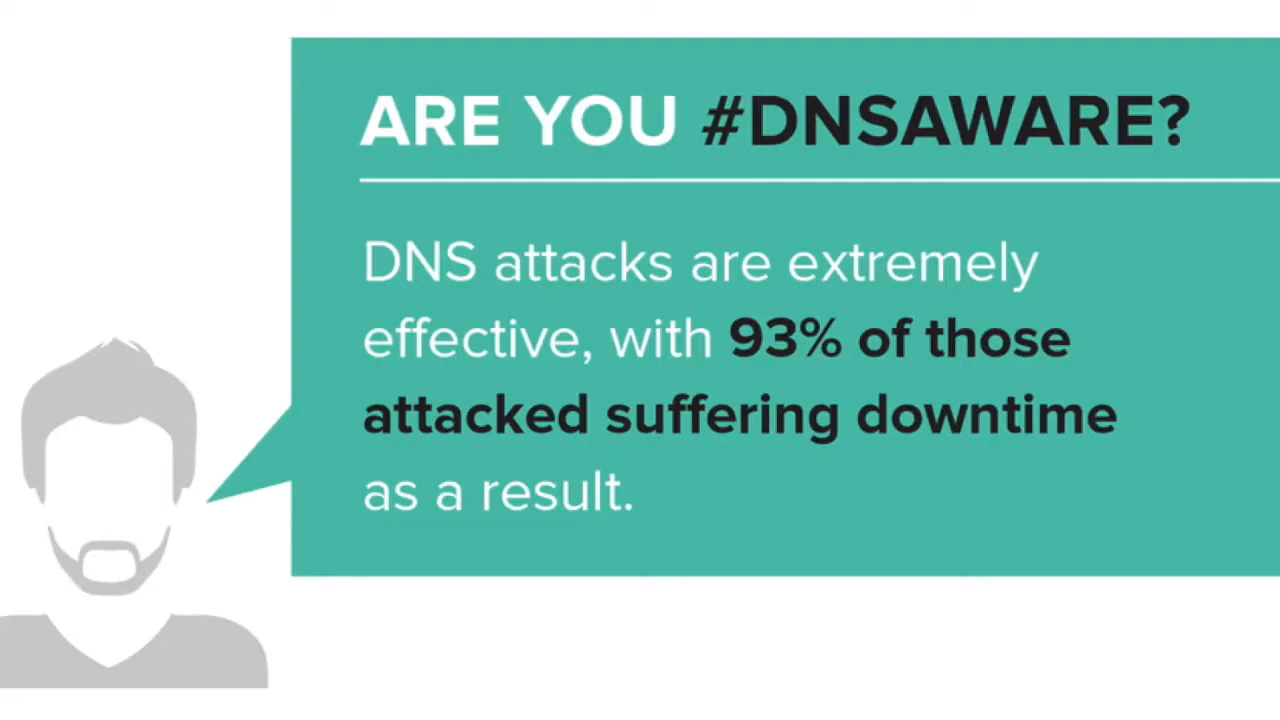 ARE YOU #DNSAWARE?
DNS attacks are extremely
effective, with 93% of those
attacked suffering downtime
as a result.